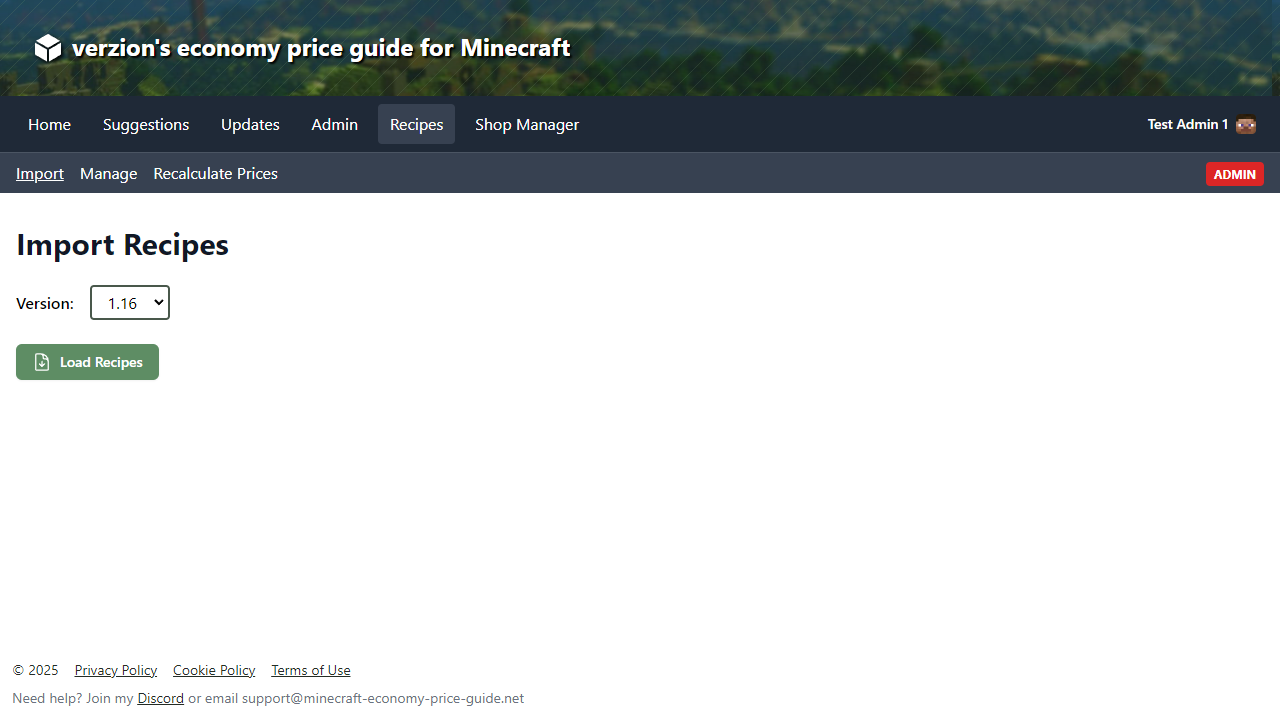 verzion's economy price guide for Minecraft
Home Suggestions Updates Admin Recipes Shop Manager Test Admin 1
Import Manage Recalculate Prices ADMIN
Import Recipes
Version: 1.16
Load Recipes
© 2025 Privacy Policy Cookie Policy Terms of Use
Need help? Join my Discord or email support@minecraft-economy-price-guide.net